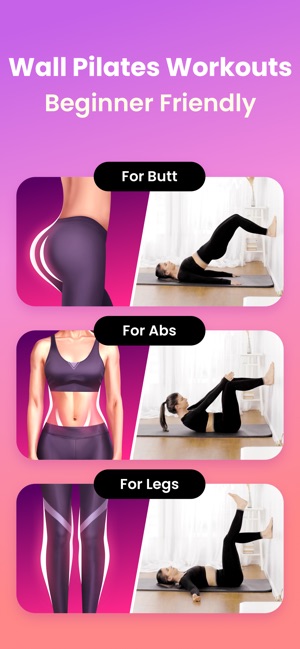 Wall Pilates Workouts
Beginner Friendly
For Butt
For Abs
For Legs